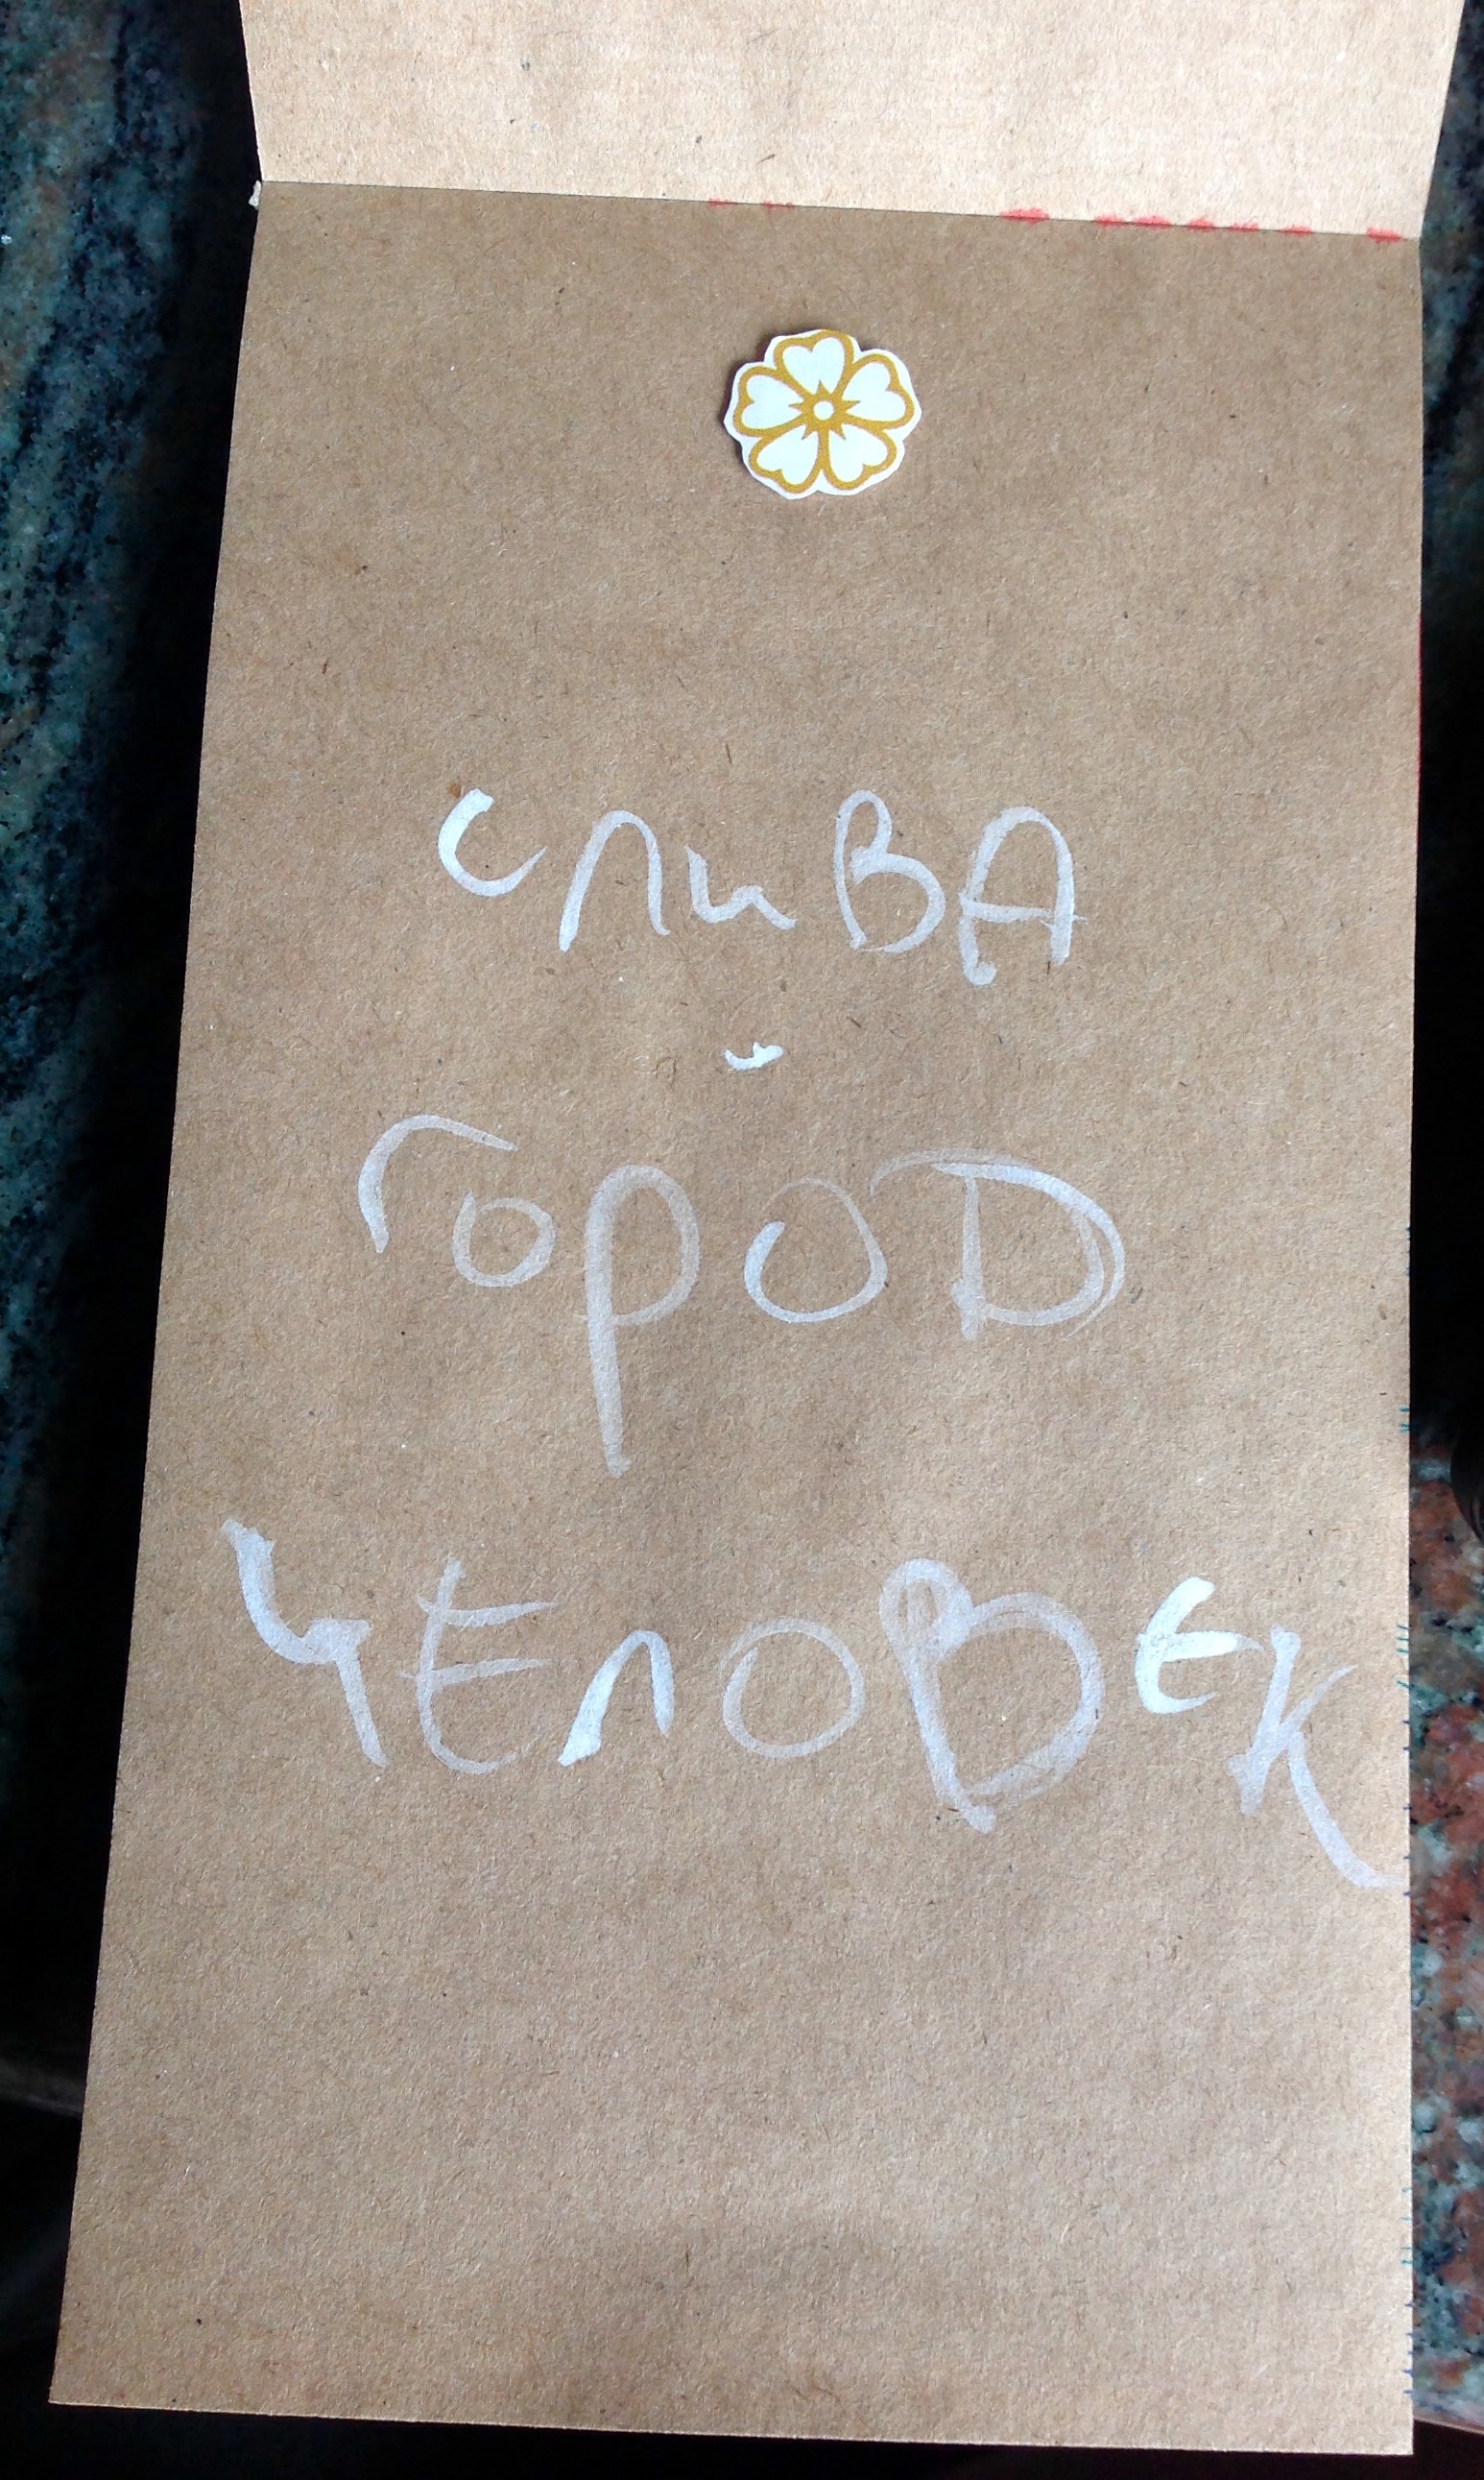 слива
-
город
человек